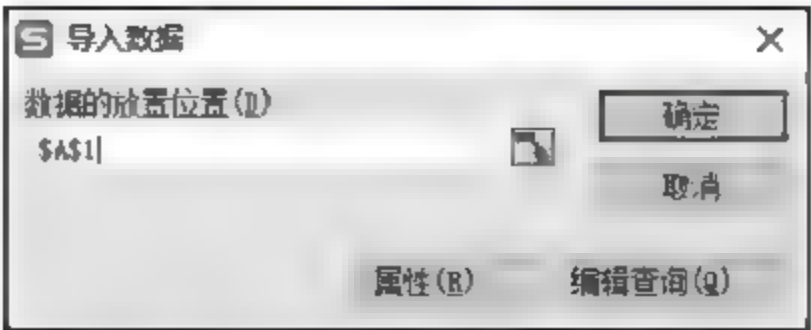 导入数据
数据的放置位置(D)
确定
$A$1
取消
属性(R)
编辑查询(Q)